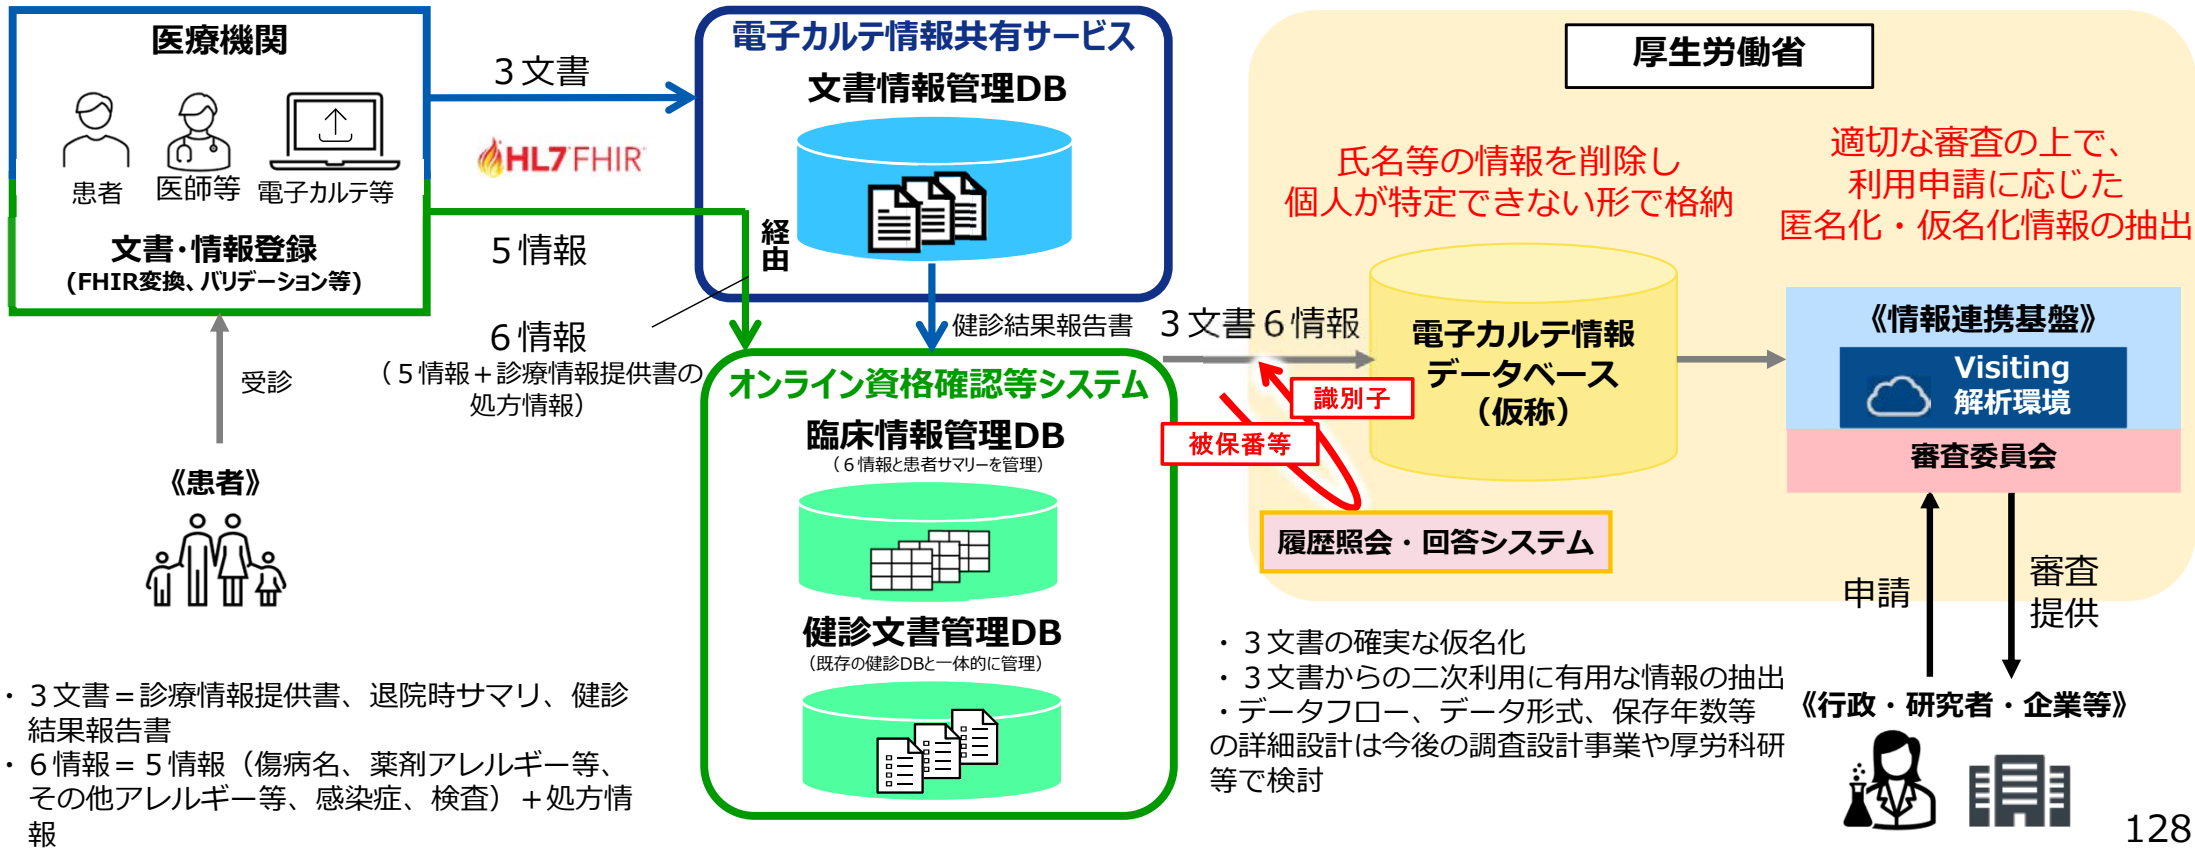 医療機関
患者
医師等
電子カルテ等
文書・情報登録
(FHIR変換、バリデーション等)
受診
《患者》
・３文書＝診療情報提供書、退院時サマリ、健診
結果報告書
・６情報＝５情報（傷病名、薬剤アレルギー等、
その他アレルギー等、感染症、検査）＋処方情
報
３文書
HL7 FHIR
５情報
６情報
（５情報＋診療情報提供書の
処方情報）
電子カルテ情報共有サービス
文書情報管理DB
経由
健診結果報告書
オンライン資格確認等システム
臨床情報管理DB
（６情報と患者サマリーを管理）
健診文書管理DB
（既存の健診DBと一体的に管理）
３文書６情報
識別子
被保番等
履歴照会・回答システム
厚生労働省
氏名等の情報を削除し
個人が特定できない形で格納
電子カルテ情報
データベース
（仮称）
適切な審査の上で、
利用申請に応じた
匿名化・仮名化情報の抽出
《情報連携基盤》
Visiting
解析環境
審査委員会
申請
審査
提供
《行政・研究者・企業等》
・３文書の確実な仮名化
・３文書からの二次利用に有用な情報の抽出
・データフロー、データ形式、保存年数等
の詳細設計は今後の調査設計事業や厚労科研
等で検討
128